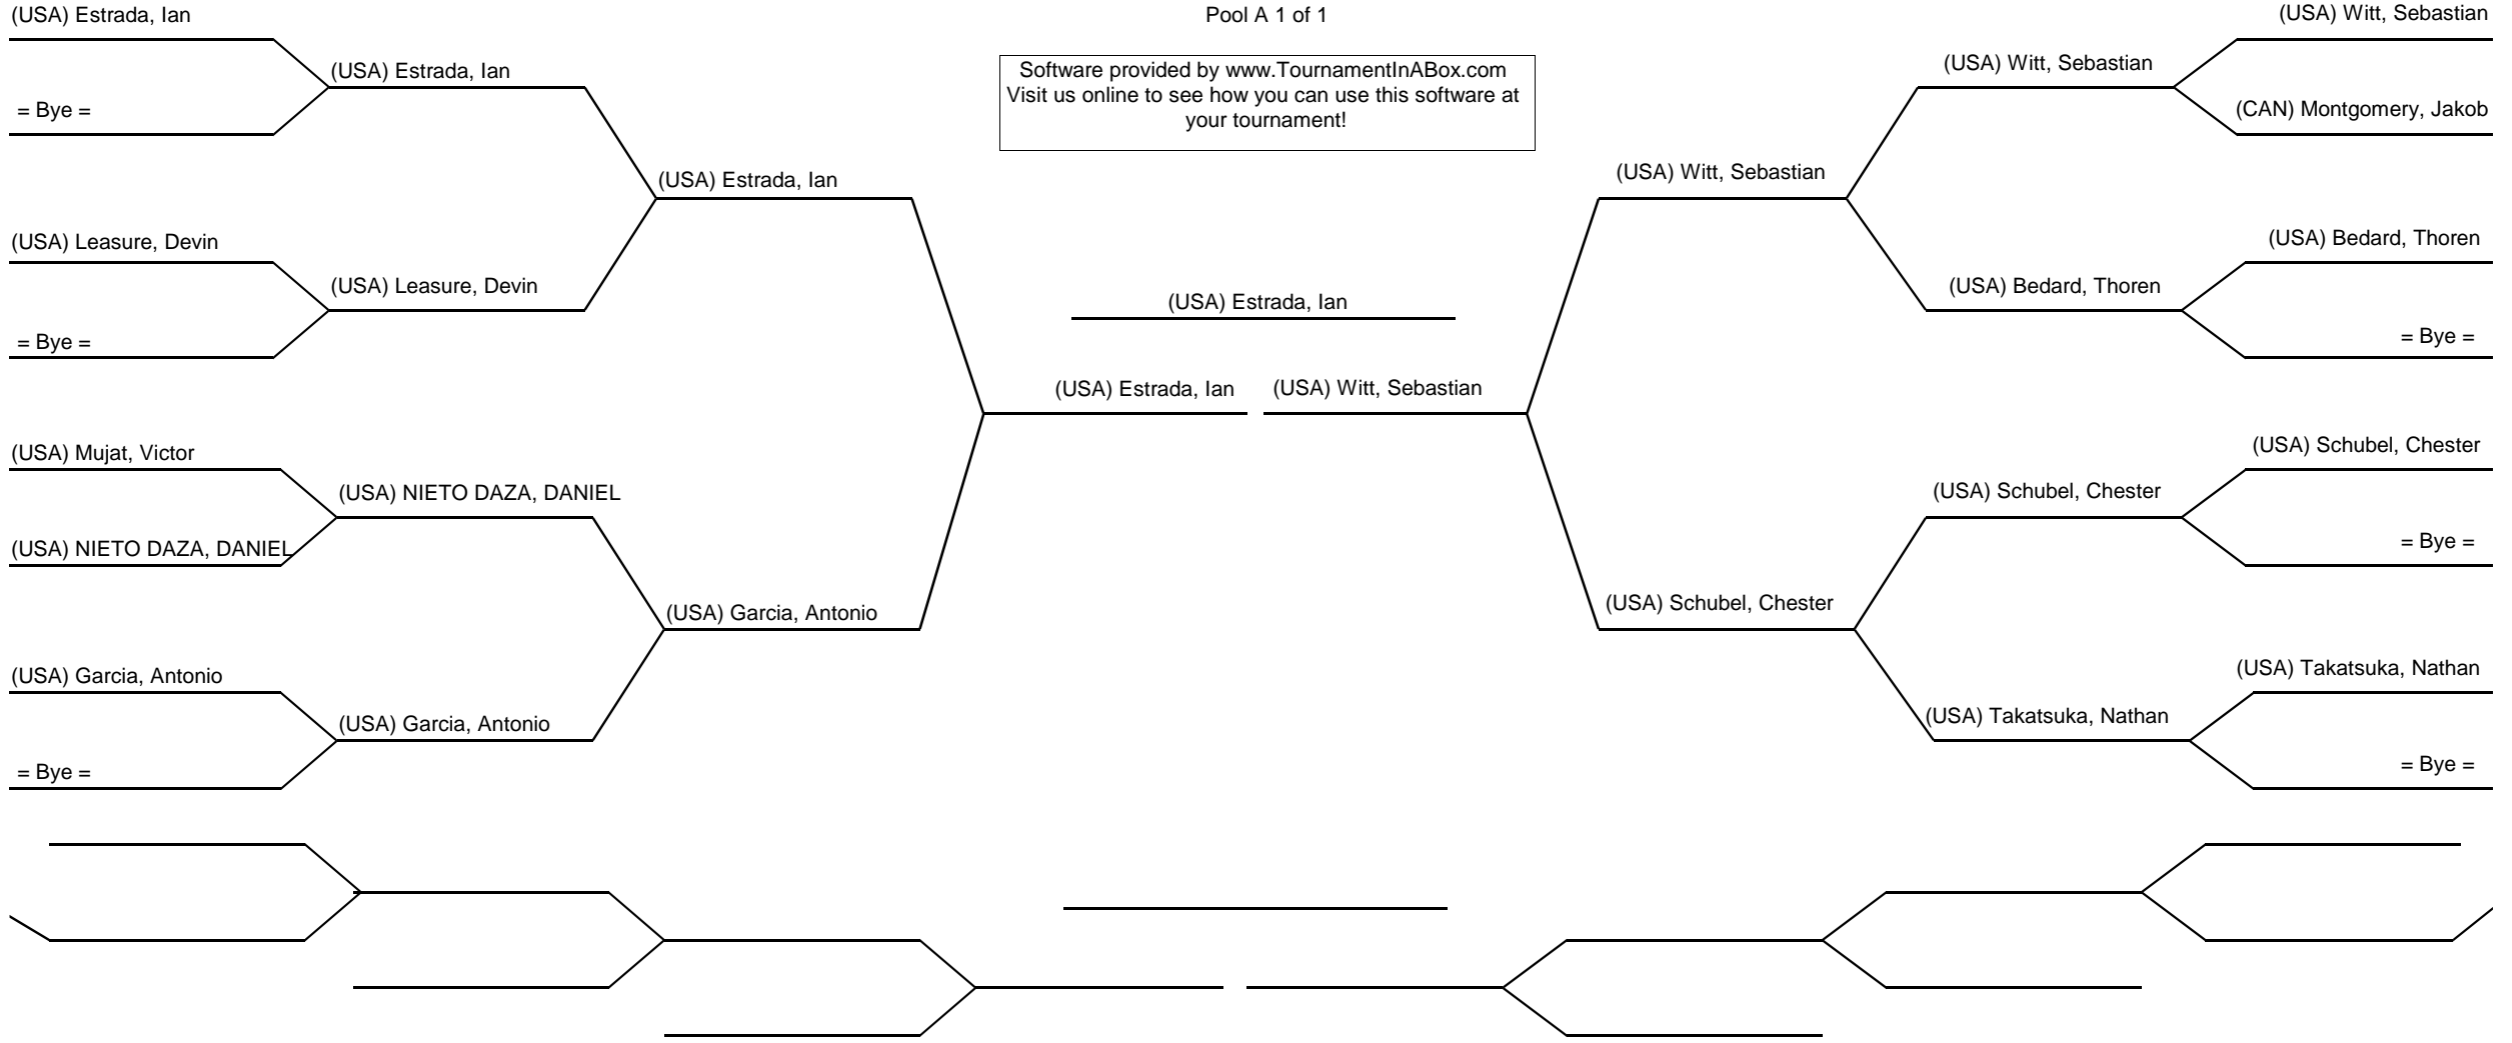 (USA) Estrada, Ian
Pool A 1 of 1
(USA) Witt, Sebastian
(USA) Estrada, Ian
Software provided by www.TournamentInABox.com
Visit us online to see how you can use this software at
your tournament!
(USA) Witt, Sebastian
= Bye =
(CAN) Montgomery, Jakob
(USA) Estrada, Ian
(USA) Witt, Sebastian
(USA) Leasure, Devin
(USA) Bedard, Thoren
(USA) Leasure, Devin
(USA) Estrada, Ian
(USA) Bedard, Thoren
= Bye =
= Bye =
(USA) Estrada, Ian
(USA) Witt, Sebastian
(USA) Mujat, Victor
(USA) Schubel, Chester
(USA) NIETO DAZA, DANIEL
(USA) Schubel, Chester
(USA) NIETO DAZA, DANIEL
= Bye =
(USA) Garcia, Antonio
(USA) Schubel, Chester
(USA) Garcia, Antonio
(USA) Takatsuka, Nathan
(USA) Garcia, Antonio
(USA) Takatsuka, Nathan
= Bye =
= Bye =